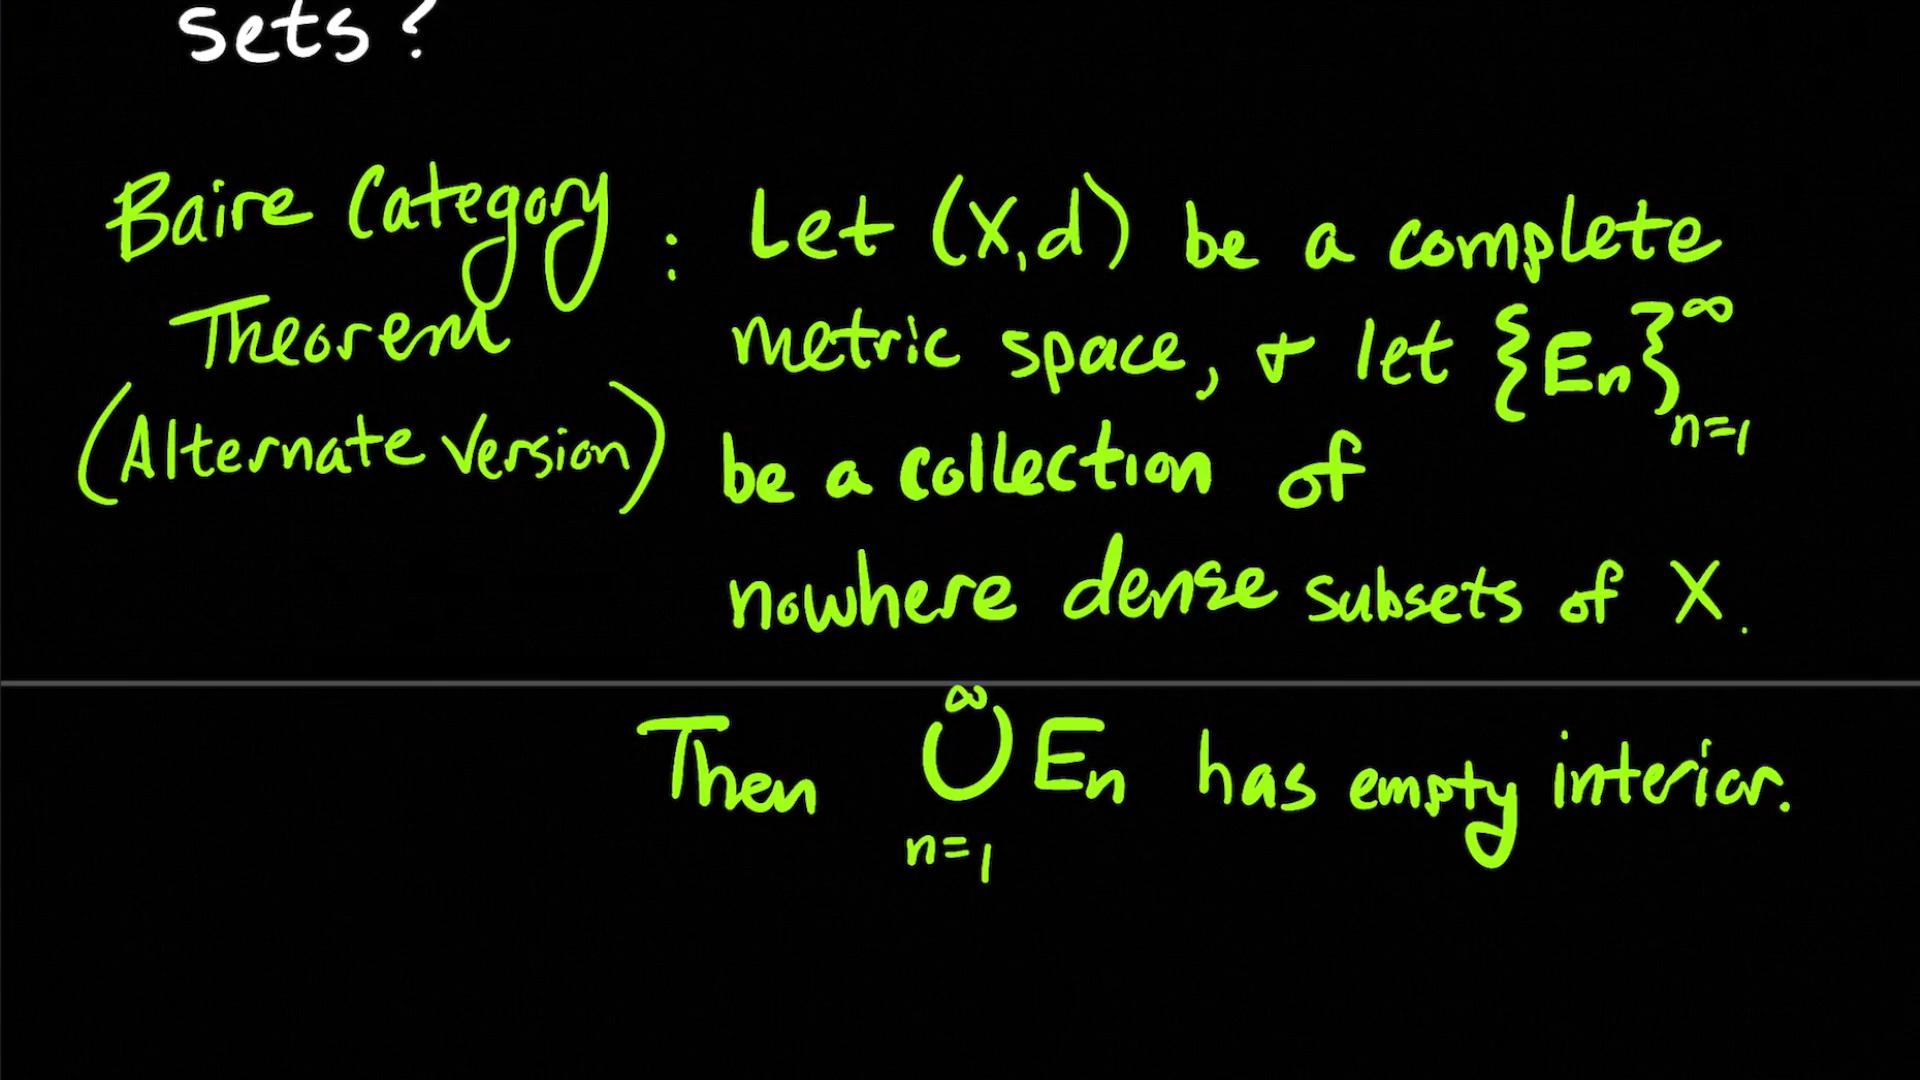 sets?
Baire Category : Let (X,d) be a complete
Theorem metric space, & let {En}∞n=1
(Alternate Version) be a collection of
nowhere dense subsets of X.
Then ∞∪n=1 En has empty interior.